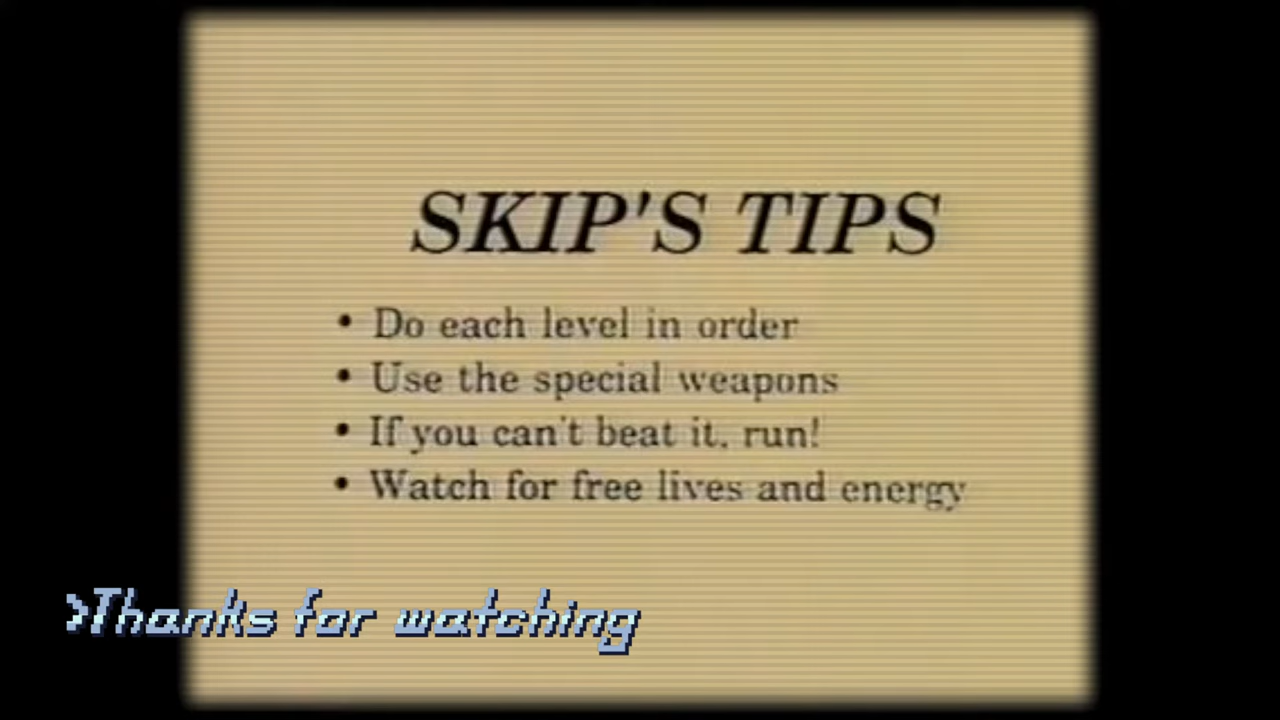 SKIP'S TIPS
• Do each level in order
• Use the special weapons
• If you can't beat it, run!
• Watch for free lives and energy
>Thanks for watching